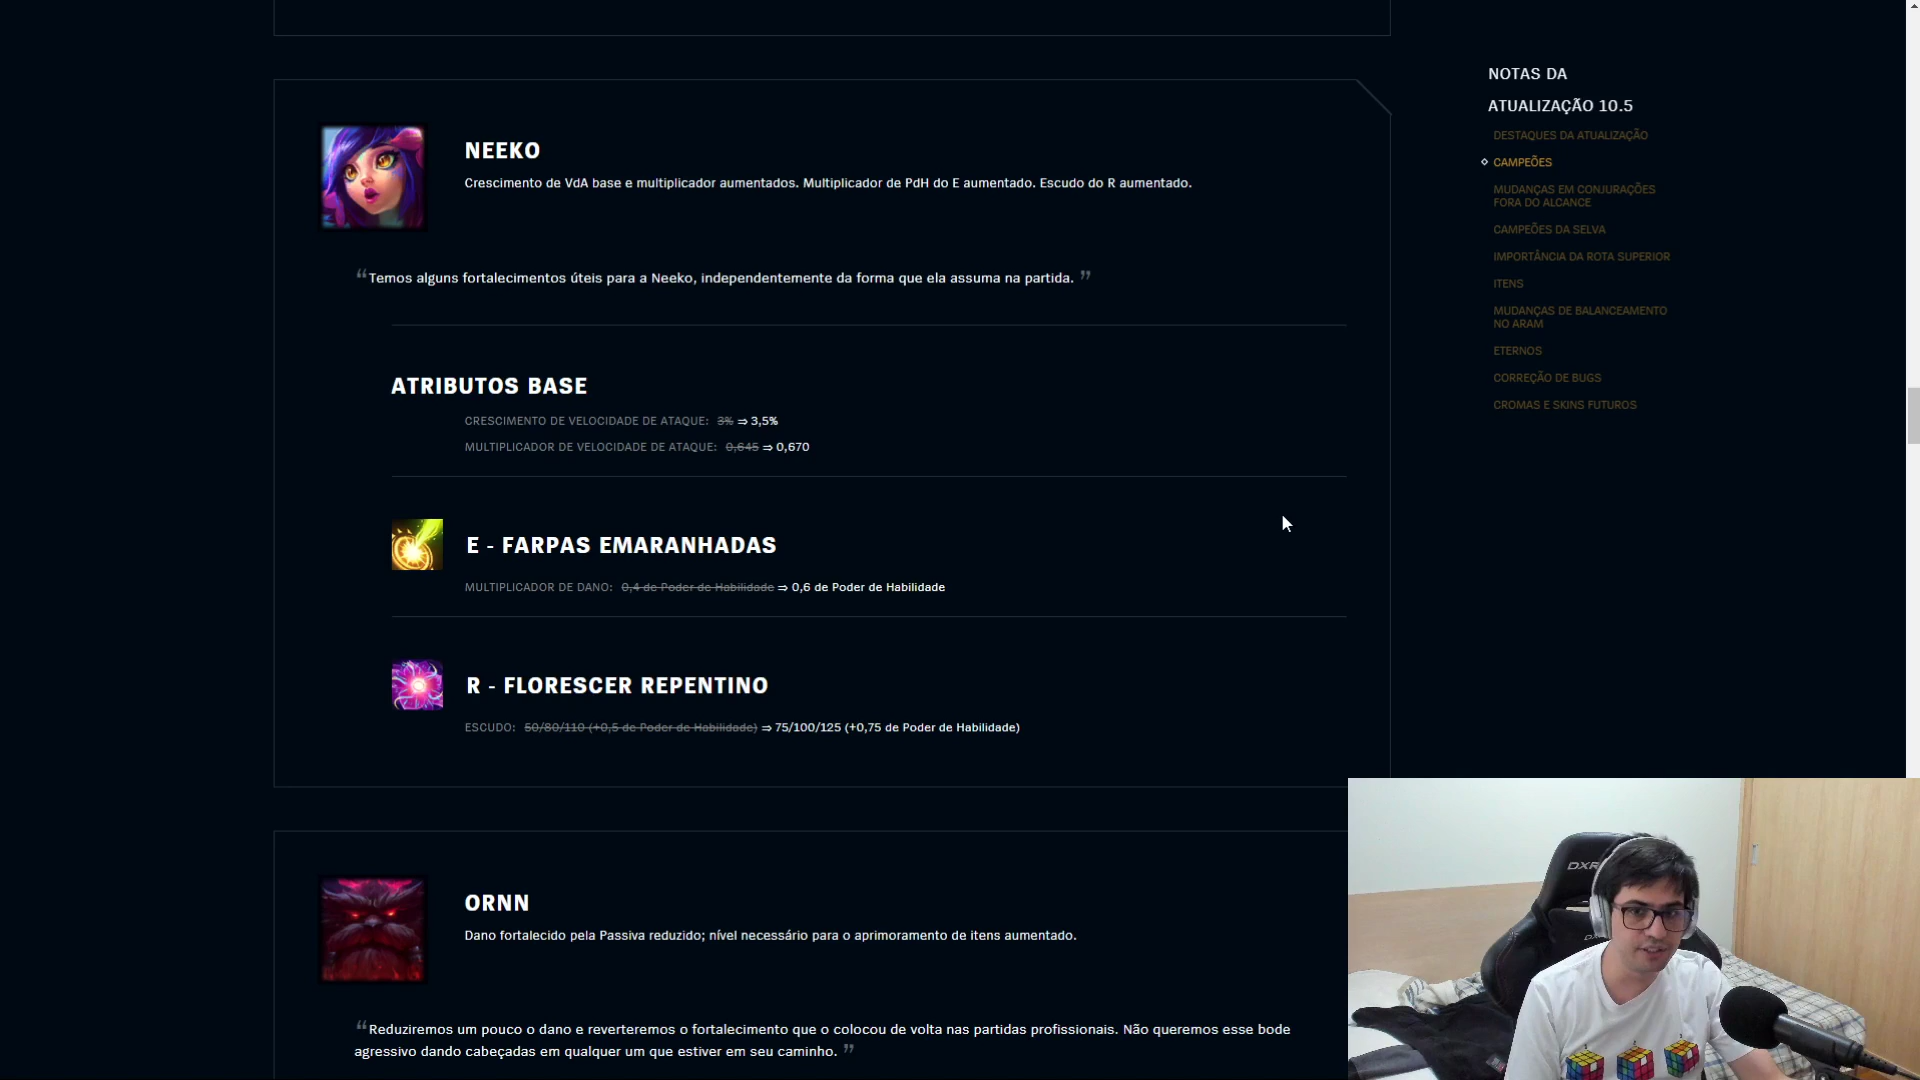 NEEKO
Crescimento de VdA base e multiplicador aumentados. Multiplicador de PdH do E aumentado. Escudo do R aumentado.
“Temos alguns fortalecimentos úteis para a Neeko, independentemente da forma que ela assuma na partida. ”
ATRIBUTOS BASE
CRESCIMENTO DE VELOCIDADE DE ATAQUE: 3% ⇒ 3,5%
MULTIPLICADOR DE VELOCIDADE DE ATAQUE: 0,645 ⇒ 0,670
E - FARPAS EMARANHADAS
MULTIPLICADOR DE DANO: 0,4 de Poder de Habilidade ⇒ 0,6 de Poder de Habilidade
R - FLORESCER REPENTINO
ESCUDO: 50/80/110 (+0,5 de Poder de Habilidade) ⇒ 75/100/125 (+0,75 de Poder de Habilidade)
ORNN
Dano fortalecido pela Passiva reduzido; nível necessário para o aprimoramento de itens aumentado.
“Reduziremos um pouco o dano e reverteremos o fortalecimento que o colocou de volta nas partidas profissionais. Não queremos esse bode
agressivo dando cabeçadas em qualquer um que estiver em seu caminho. ”
NOTAS DA
ATUALIZAÇÃO 10.5
DESTAQUES DA ATUALIZAÇÃO
CAMPEÕES
MUDANÇAS EM CONJURAÇÕES
FORA DO ALCANCE
CAMPEÕES DA SELVA
IMPORTÂNCIA DA ROTA SUPERIOR
ITENS
MUDANÇAS DE BALANCEAMENTO
NO ARAM
ETERNOS
CORREÇÃO DE BUGS
CROMAS E SKINS FUTUROS